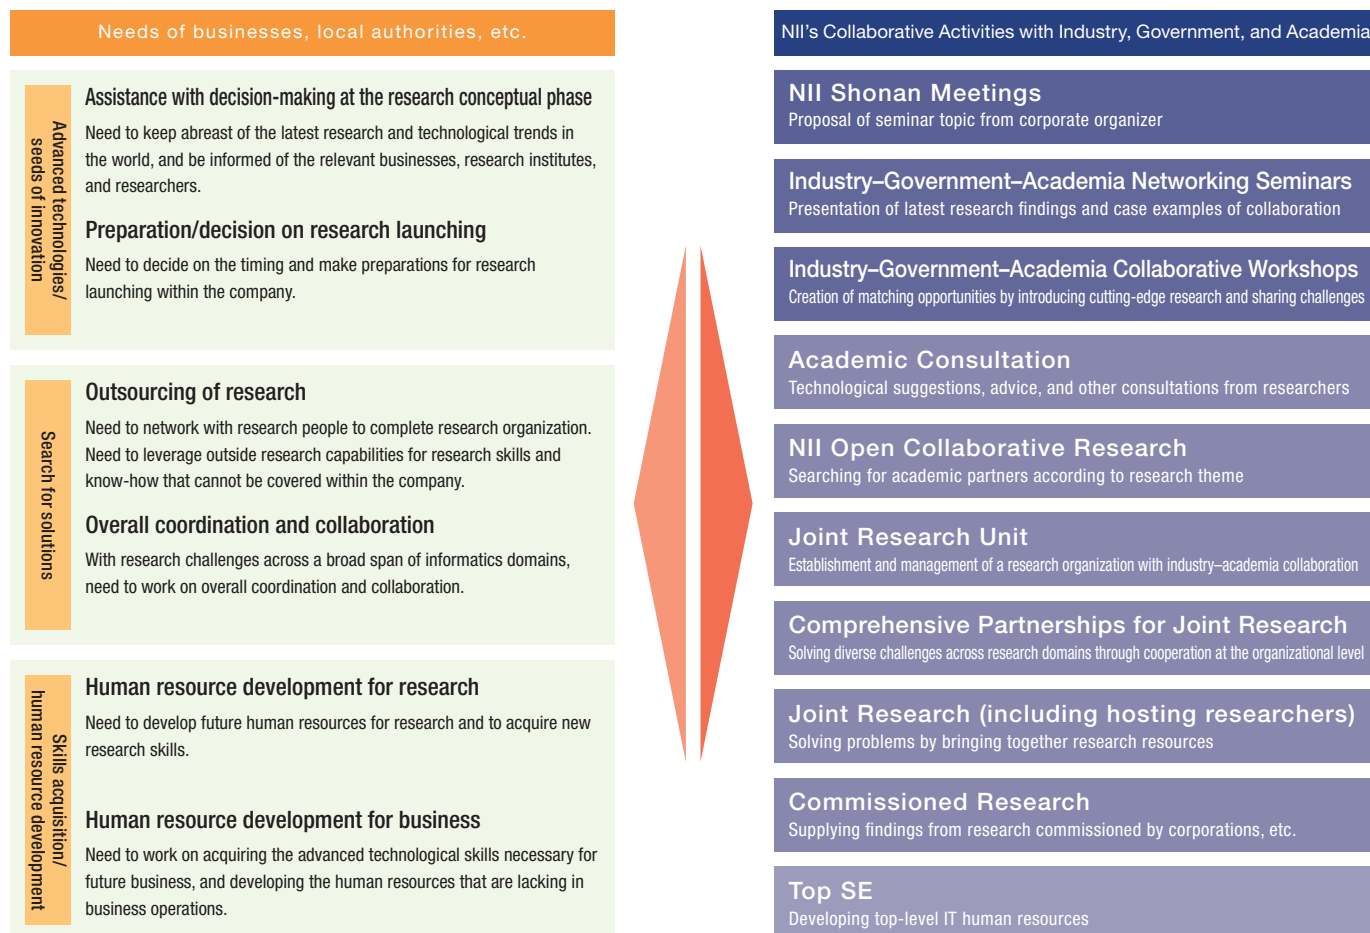 Needs of businesses, local authorities, etc.
Advanced technologies/
seeds of innovation
Assistance with decision-making at the research conceptual phase
Need to keep abreast of the latest research and technological trends in
the world, and be informed of the relevant businesses, research institutes,
and researchers.
Preparation/decision on research launching
Need to decide on the timing and make preparations for research
launching within the company.
Search for solutions
Outsourcing of research
Need to network with research people to complete research organization.
Need to leverage outside research capabilities for research skills and
know-how that cannot be covered within the company.
Overall coordination and collaboration
With research challenges across a broad span of informatics domains,
need to work on overall coordination and collaboration.
Skills acquisition/
human resource development
Human resource development for research
Need to develop future human resources for research and to acquire new
research skills.
Human resource development for business
Need to work on acquiring the advanced technological skills necessary for
future business, and developing the human resources that are lacking in
business operations.
NII's Collaborative Activities with Industry, Government, and Academia
NII Shonan Meetings
Proposal of seminar topic from corporate organizer
Industry–Government–Academia Networking Seminars
Presentation of latest research findings and case examples of collaboration
Industry–Government–Academia Collaborative Workshops
Creation of matching opportunities by introducing cutting-edge research and sharing challenges
Academic Consultation
Technological suggestions, advice, and other consultations from researchers
NII Open Collaborative Research
Searching for academic partners according to research theme
Joint Research Unit
Establishment and management of a research organization with industry–academia collaboration
Comprehensive Partnerships for Joint Research
Solving diverse challenges across research domains through cooperation at the organizational level
Joint Research (including hosting researchers)
Solving problems by bringing together research resources
Commissioned Research
Supplying findings from research commissioned by corporations, etc.
Top SE
Developing top-level IT human resources